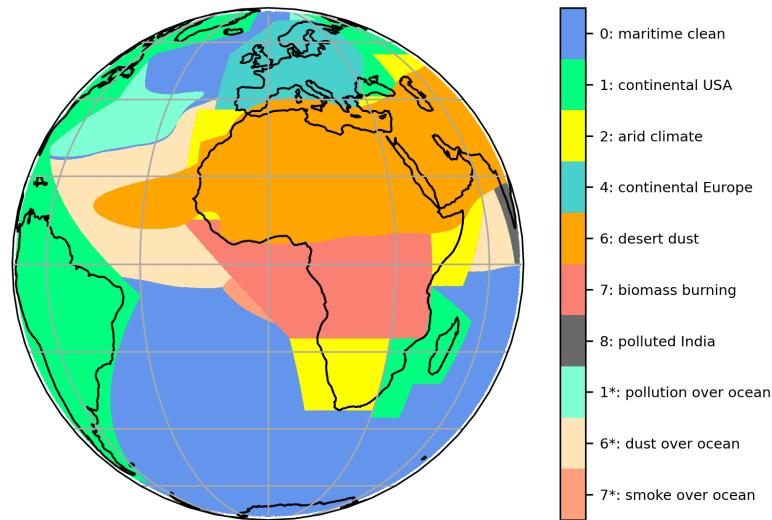 0: maritime clean
1: continental USA
2: arid climate
4: continental Europe
6: desert dust
7: biomass burning
8: polluted India
1*: pollution over ocean
6*: dust over ocean
7*: smoke over ocean